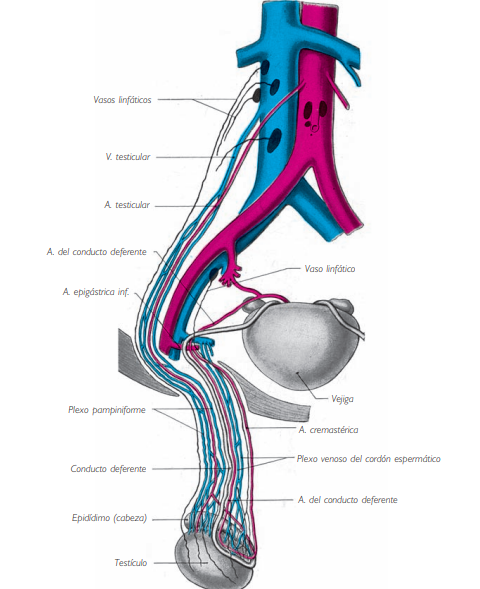 Vasos linfáticos
V. testicular
A. testicular
A. del conducto deferente
Vaso linfático
A. epigástrica inf.
Vejiga
Plexo pampiniforme
A. cremastérica
Plexo venoso del cordón espermático
Conducto deferente
A. del conducto deferente
Epidídimo (cabeza)
Testículo